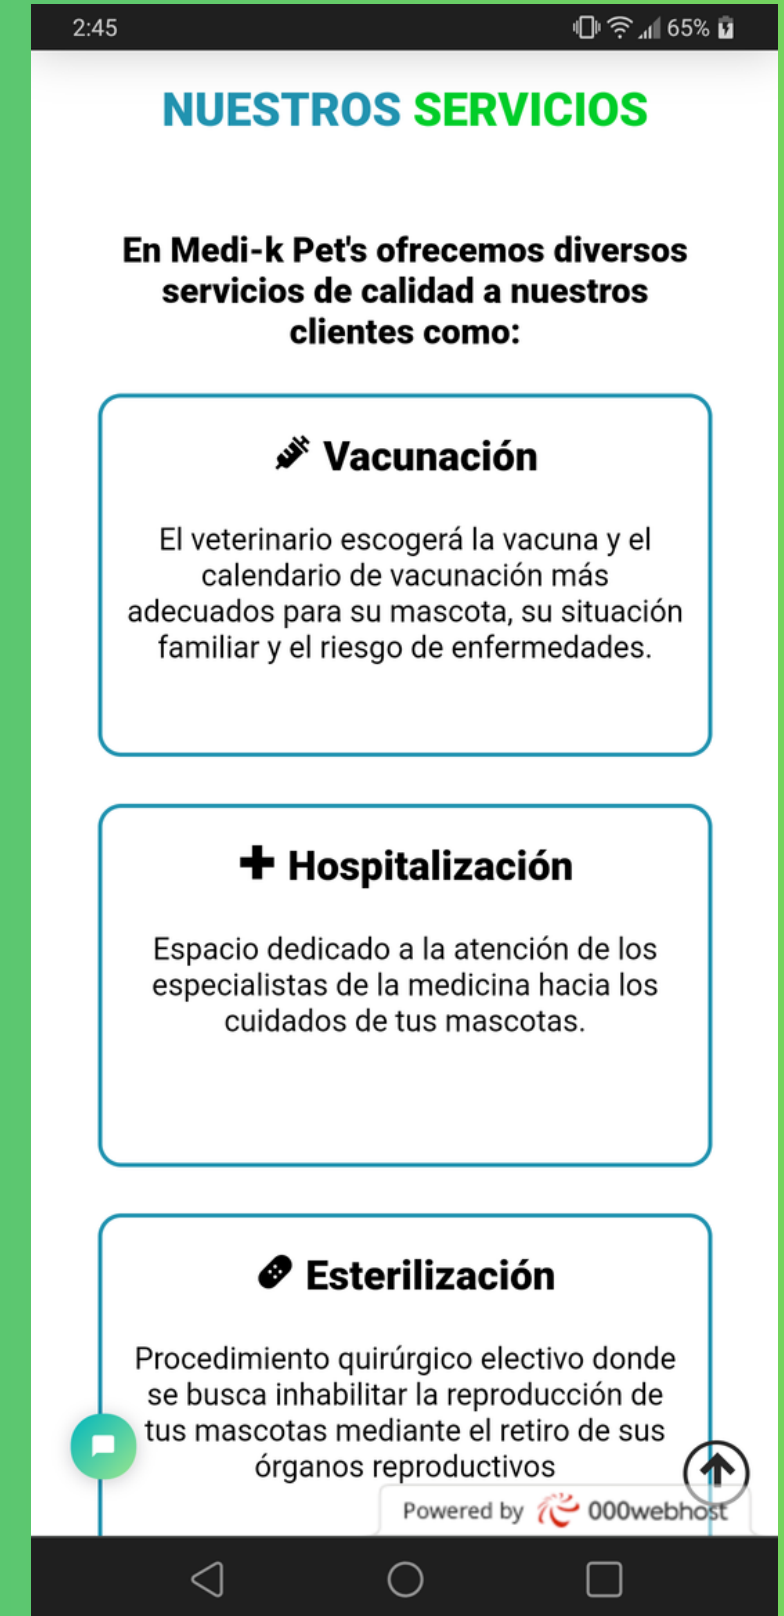 2:45
65%
NUESTROS SERVICIOS
En Medi-k Pet's ofrecemos diversos
servicios de calidad a nuestros
clientes como:
Vacunación
El veterinario escogerá la vacuna y el
calendario de vacunación más
adecuados para su mascota, su situación
familiar y el riesgo de enfermedades.
Hospitalización
Espacio dedicado a la atención de los
especialistas de la medicina hacia los
cuidados de tus mascotas.
Esterilización
Procedimiento quirúrgico electivo donde
se busca inhabilitar la reproducción de
tus mascotas mediante el retiro de sus
órganos reproductivos
Powered by 000webhost